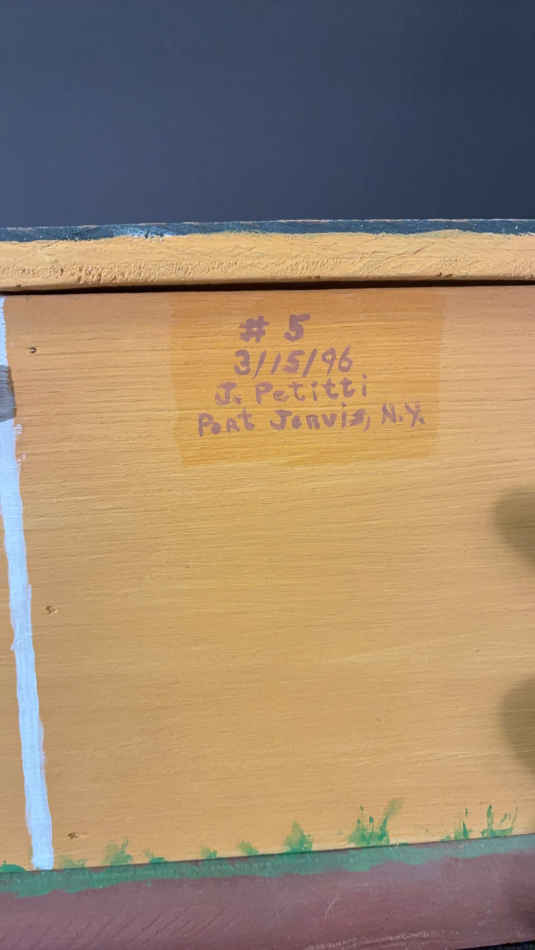 # 5
3/15/96
J. Petitti
Port Jervis, N.Y.